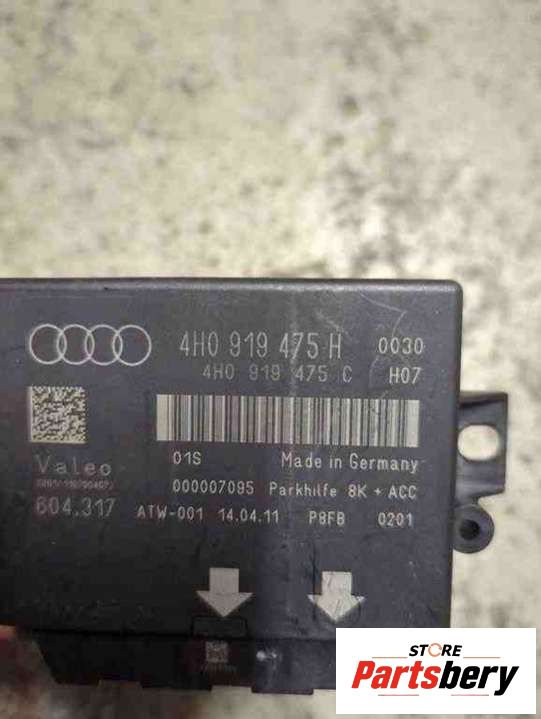 4H0 919 475 H 0030
4H0 919 475 C H07
Valeo
01S Made in Germany
000007095 Parkhilfe 8K + ACC
604.317
ATW-001 14.04.11 P8FB 0201
STORE
Partsbery